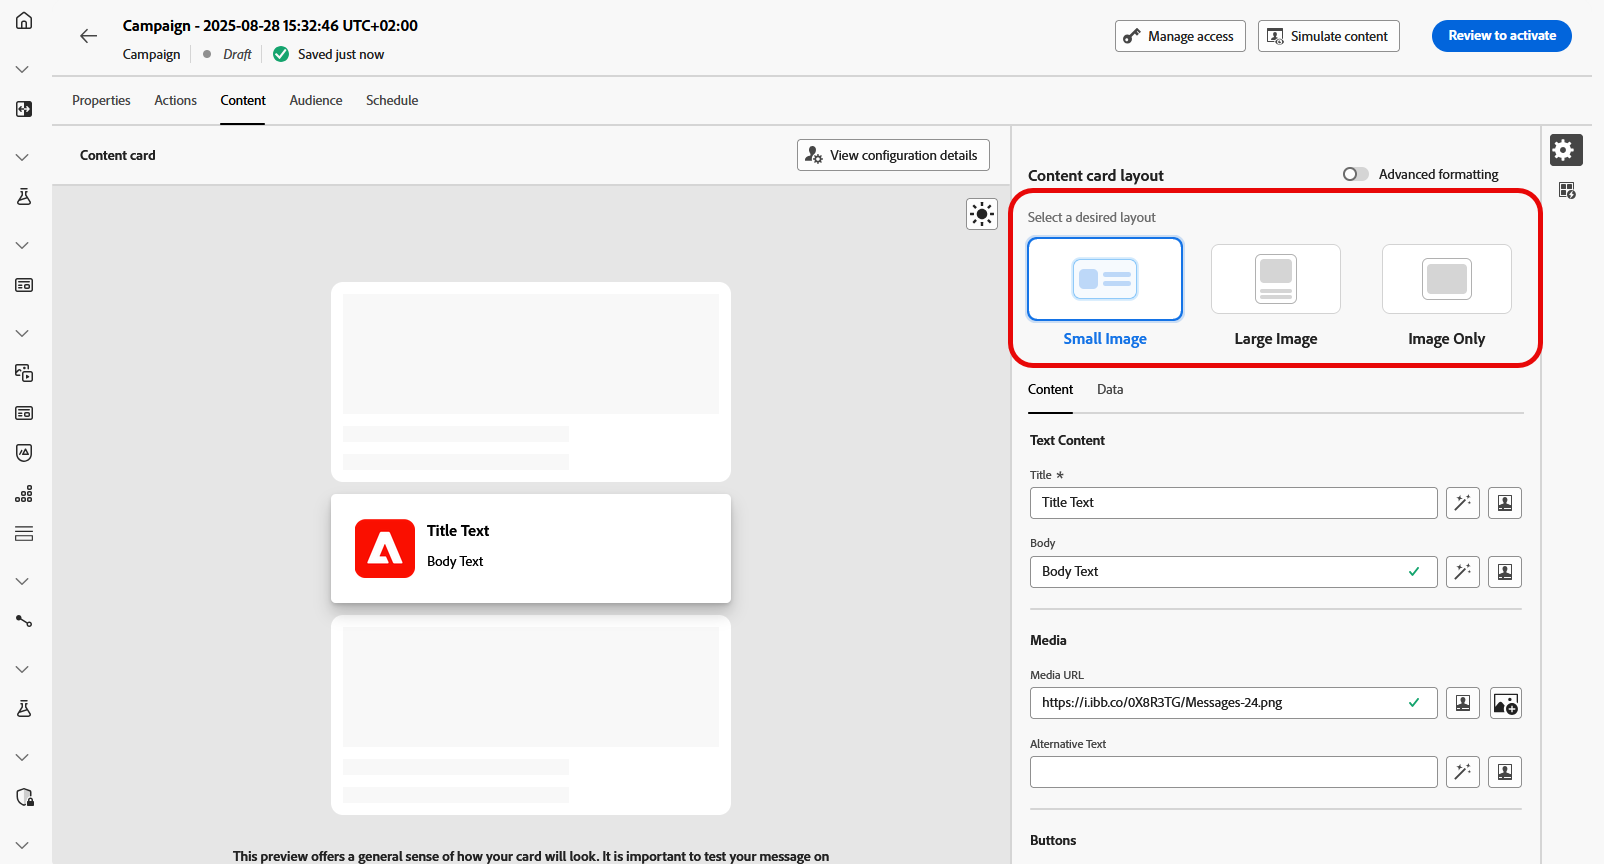 Campaign - 2025-08-28 15:32:46 UTC+02:00
Campaign
Draft
Saved just now
Manage access
Simulate content
Review to activate
Properties
Actions
Content
Audience
Schedule
Content card
View configuration details
Content card layout
Advanced formatting
Select a desired layout
Small Image
Large Image
Image Only
Content
Data
Text Content
Title *
Title Text
Body
Body Text
Media
Media URL
https://i.ibb.co/0X8R3TG/Messages-24.png
Alternative Text
Buttons
Title Text
Body Text
This preview offers a general sense of how your card will look. It is important to test your message on